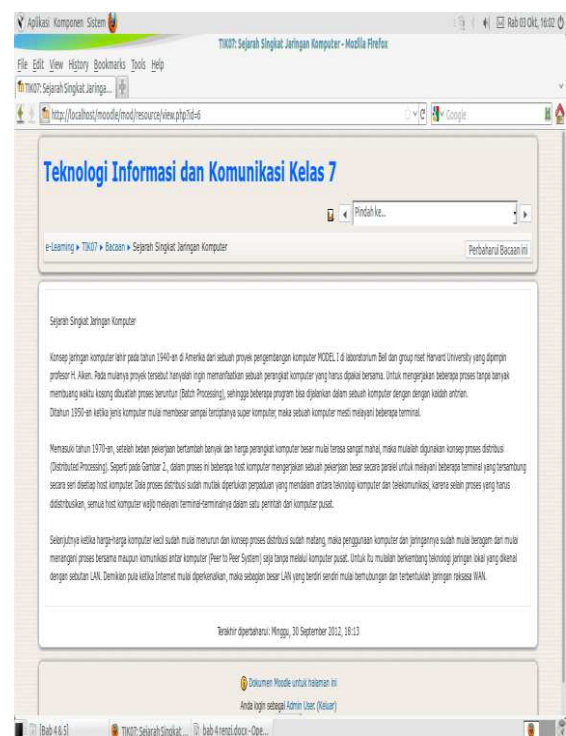 Aplikasi Komponen Sistem Rab 03 Okt, 16:02
TIK07: Sejarah Singkat Jaringan Komputer - Mozilla Firefox
File Edit View History Bookmarks Tools Help
TIK07: Sejarah Singkat Jaringa...
http://localhost/moodle/mod/resource/view.php?id=6 Google
Teknologi Informasi dan Komunikasi Kelas 7
Pindah ke...
e-Learning ► TIK07 ► Bacaan ► Sejarah Singkat Jaringan Komputer Perbaharui Bacaan ini
Sejarah Singkat Jaringan Komputer
Konsep jaringan komputer lahir pada tahun 1940-an di Amerika dari sebuah proyek pengembangan komputer MODEL I di laboratorium Bell dan group riset Harvard University yang dipimpin
profesor H. Aiken. Pada mulanya proyek tersebut hanyalah ingin memanfaatkan sebuah perangkat komputer yang harus dipakai bersama. Untuk mengerjakan beberapa proses tanpa banyak
membuang waktu kosong dibuatlah proses beruntun (Batch Processing), sehingga beberapa program bisa dijalankan dalam sebuah komputer dengan dengan kaidah antrian.
Ditahun 1950-an ketika jenis komputer mulai membesar sampai terciptanya super komputer, maka sebuah komputer mesti melayani beberapa terminal.
Memasuki tahun 1970-an, setelah beban pekerjaan bertambah banyak dan harga perangkat komputer besar mulai terasa sangat mahal, maka mulailah digunakan konsep proses distribusi
(Distributed Processing). Seperti pada Gambar 2., dalam proses ini beberapa host komputer mengerjakan sebuah pekerjaan besar secara paralel untuk melayani beberapa terminal yang tersambung
secara seri disetiap host komputer. Dala proses distribusi sudah mutlak diperlukan perpaduan yang mendalam antara teknologi komputer dan telekomunikasi, karena selain proses yang harus
didistribusikan, semua host komputer wajib melayani terminal-terminalnya dalam satu perintah dari komputer pusat.
Selanjutnya ketika harga-harga komputer kecil sudah mulai menurun dan konsep proses distribusi sudah matang, maka penggunaan komputer dan jaringannya sudah mulai beragam dari mulai
menangani proses bersama maupun komunikasi antar komputer (Peer to Peer System) saja tanpa melalui komputer pusat. Untuk itu mulailah berkembang teknologi jaringan lokal yang dikenal
dengan sebutan LAN. Demikian pula ketika Internet mulai diperkenalkan, maka sebagian besar LAN yang berdiri sendiri mulai berhubungan dan terbentuklah jaringan raksasa WAN.
Terakhir diperbaharui: Minggu, 30 September 2012, 18:13
Dokumen Moodle untuk halaman ini
Anda login sebagai Admin User. (Keluar)
[Bab 4 & 5] TIK07: Sejarah Singkat ... bab 4 renzi.docx - Ope...